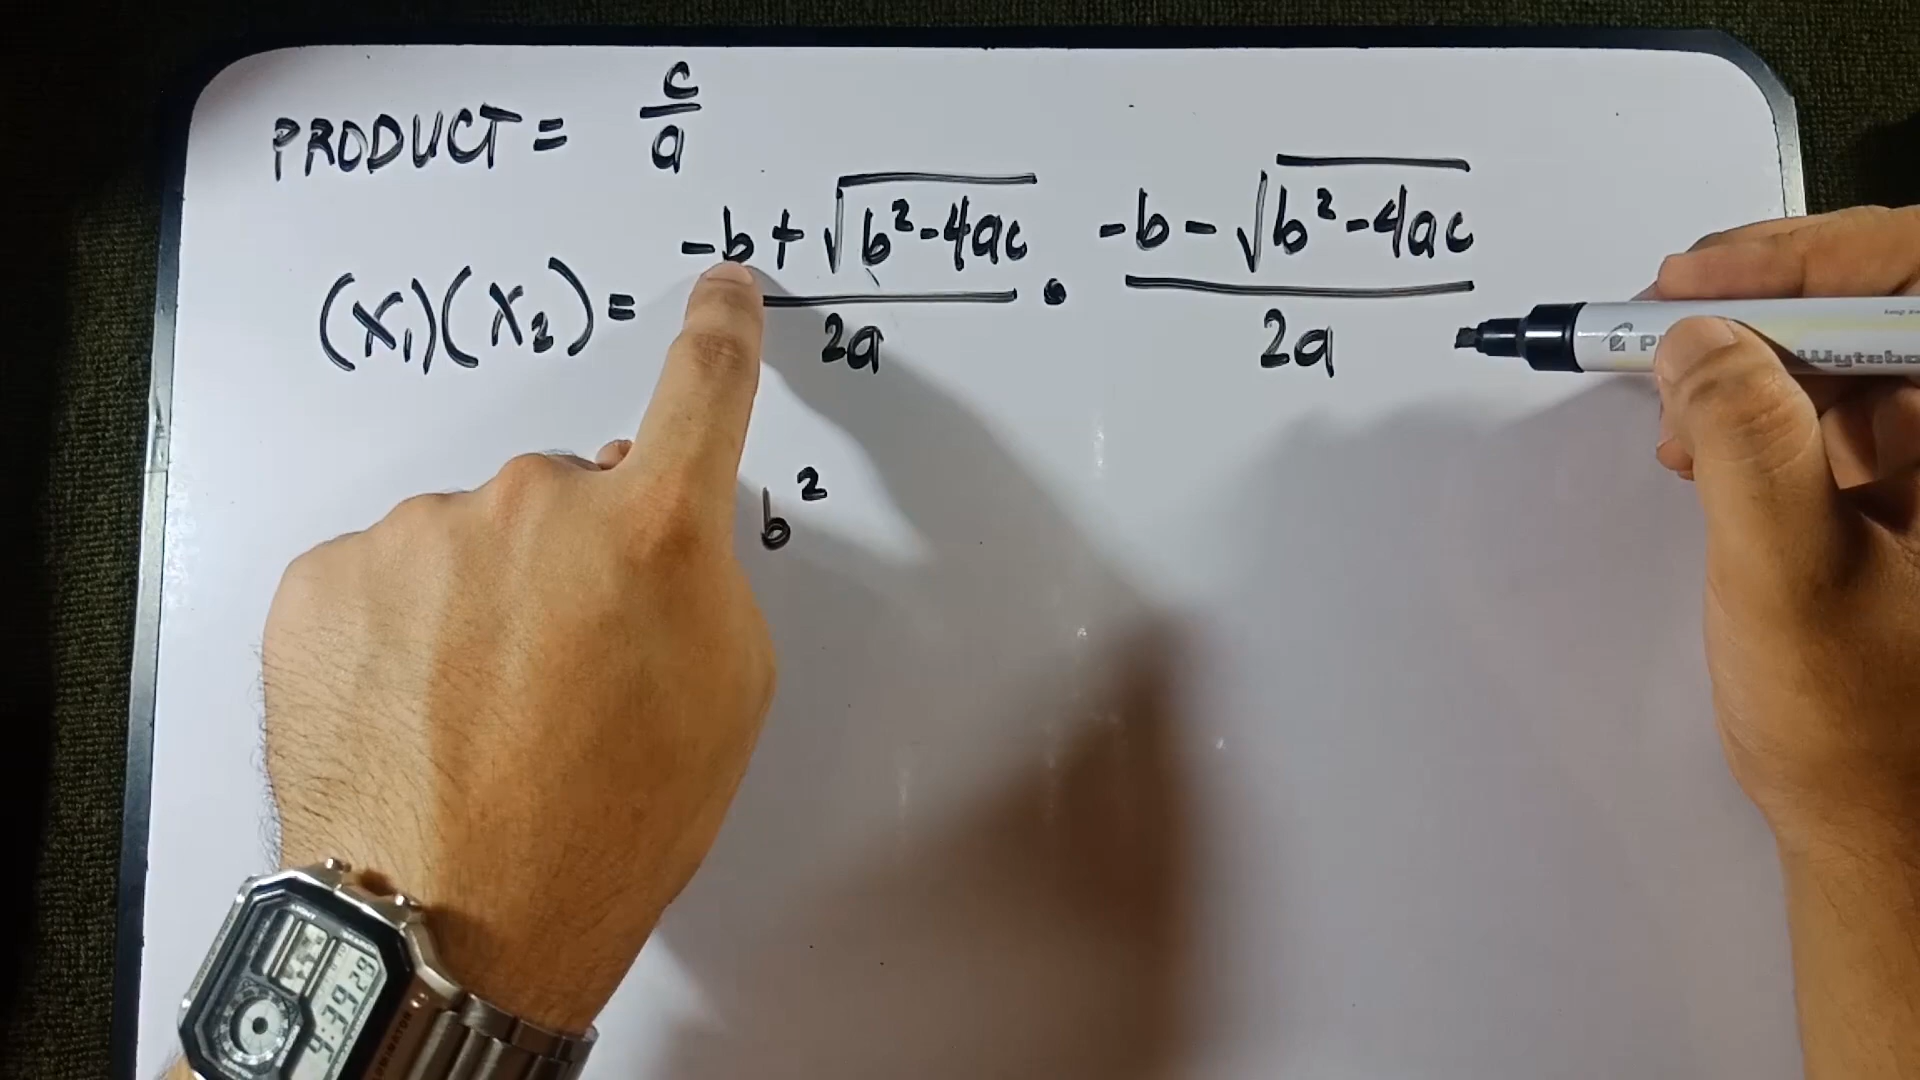 PRODUCT = c/a
(x₁)(x₂) = -b + √b² - 4ac / 2a • -b - √b² - 4ac / 2a
b²